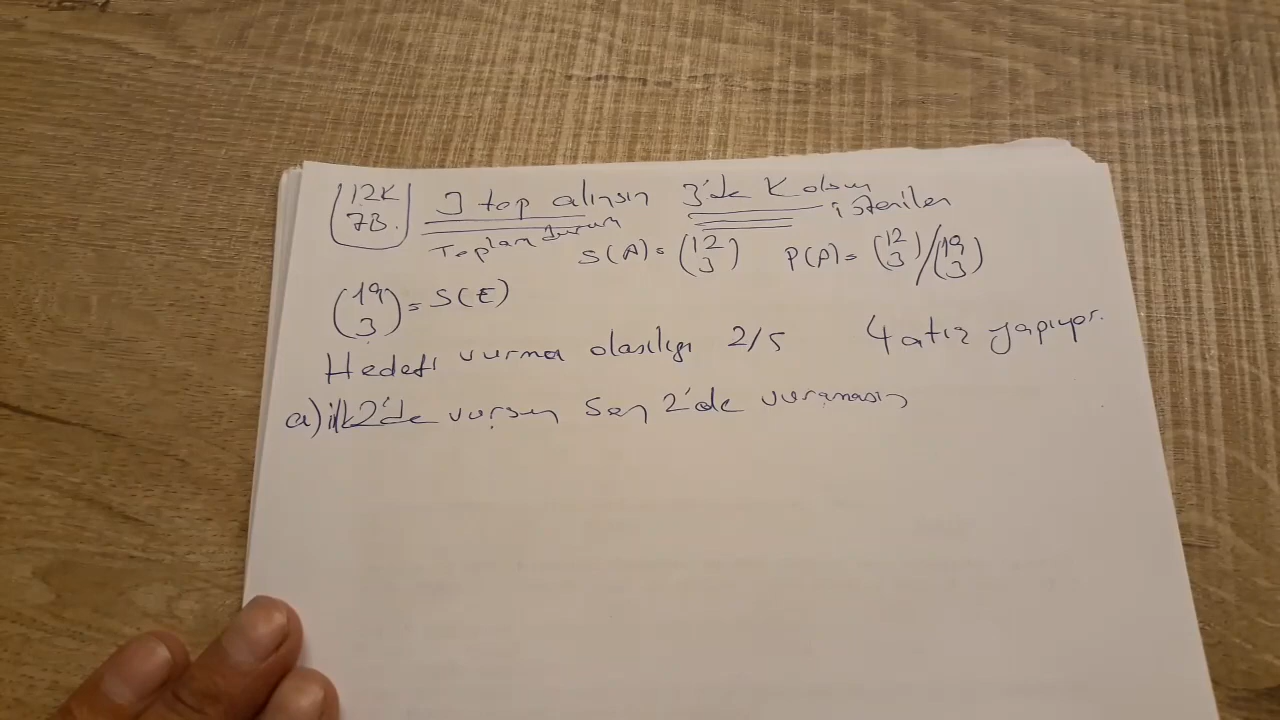 12K 3 top alınsın 3'de K olsun
7B. Toplam durum istenilen
S(A) = (12 3) P(A) = (12 3) / (19 3)
(19 3) = S(E)
Hedefi vurma olasılığı 2/5 4 atış yapıyor.
a) ilk 2'de vursun Son 2'de vuramasın